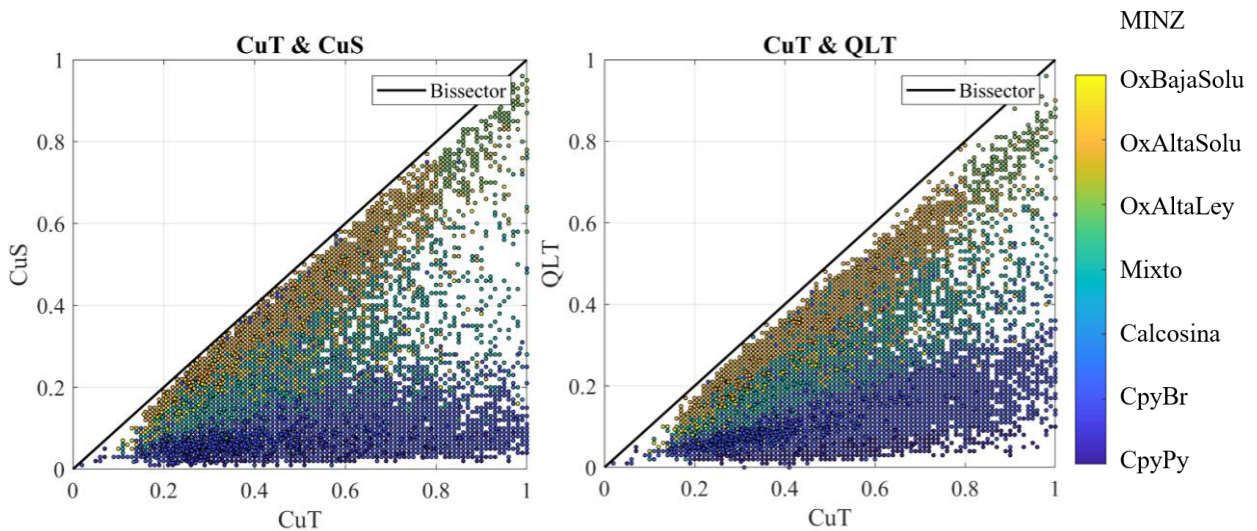 CuT & CuS
Bissector
1
0.8
0.6
0.4
0.2
0
CuS
0
0.2
0.4
0.6
0.8
1
CuT
CuT & QLT
Bissector
1
0.8
0.6
0.4
0.2
0
QLT
0
0.2
0.4
0.6
0.8
1
CuT
MINZ
OxBajaSolu
OxAltaSolu
OxAltaLey
Mixto
Calcosina
CpyBr
CpyPy